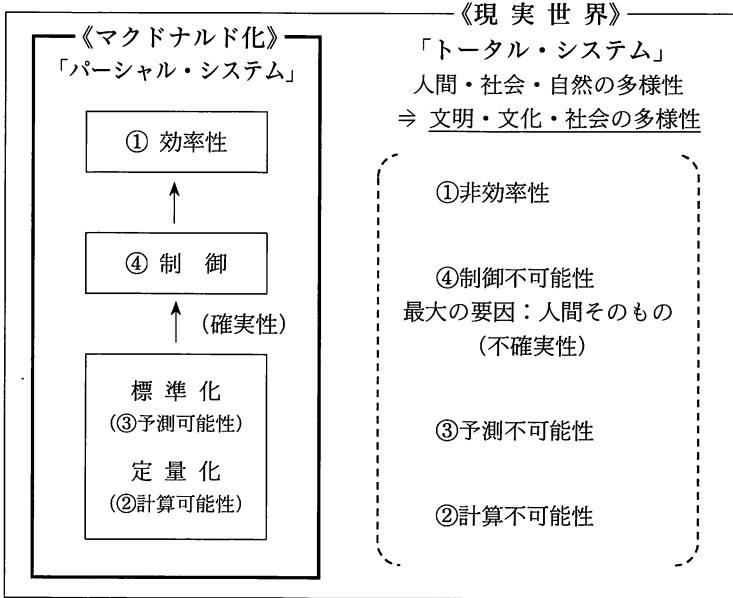 《現実世界》
《マクドナルド化》
「パーシャル・システム」
① 効率性
④ 制 御
(確実性)
標 準 化
(③予測可能性)
定 量 化
(②計算可能性)
「トータル・システム」
人間・社会・自然の多様性
⇒ 文明・文化・社会の多様性
①非効率性
④制御不可能性
最大の要因：人間そのもの
(不確実性)
③予測不可能性
②計算不可能性